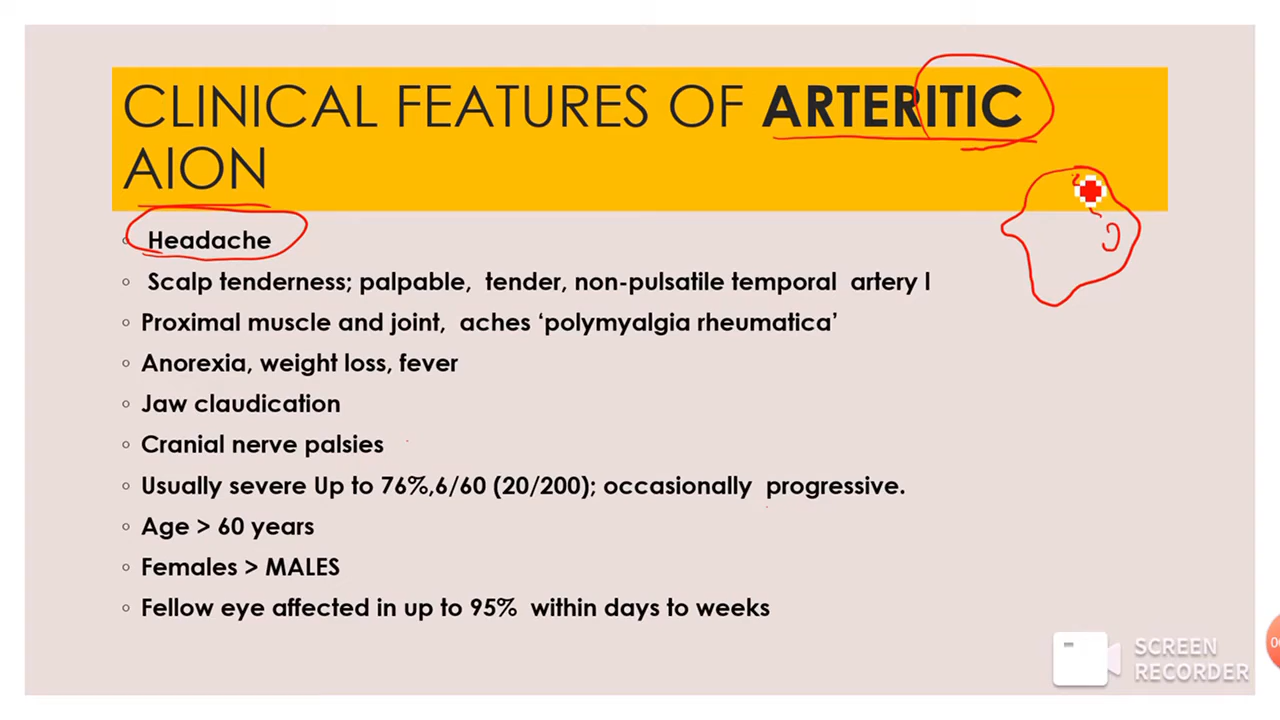 CLINICAL FEATURES OF ARTERITIC
AION
Headache
Scalp tenderness; palpable, tender, non-pulsatile temporal artery l
Proximal muscle and joint, aches ‘polymyalgia rheumatica’
Anorexia, weight loss, fever
Jaw claudication
Cranial nerve palsies
Usually severe Up to 76%,6/60 (20/200); occasionally progressive.
Age > 60 years
Females > MALES
Fellow eye affected in up to 95% within days to weeks
SCREEN
RECORDER